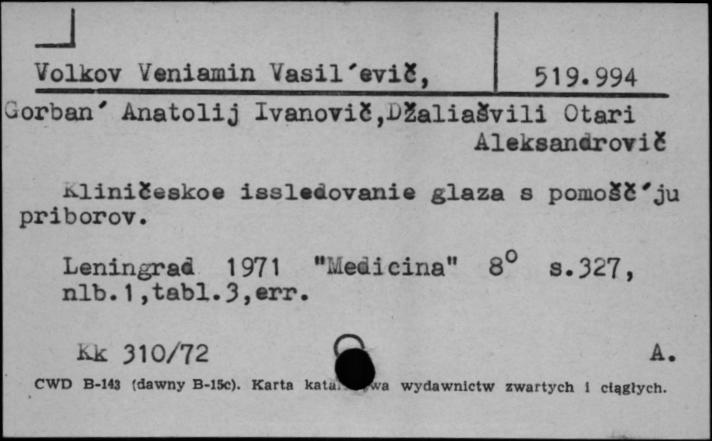 Volkov Veniamin Vasil´evič, 519.994
Gorban´ Anatolij Ivanovič,Džaliašvili Otari
Aleksandrovič
Kliničeskoe issledovanie glaza s pomošč´ju
priborov.
Leningrad 1971 "Medicina" 8° s.327,
nlb.1,tabl.3,err.
Kk 310/72 A.
CWD B-143 (dawny B-15c). Karta wydawnictw zwartych i ciągłych.